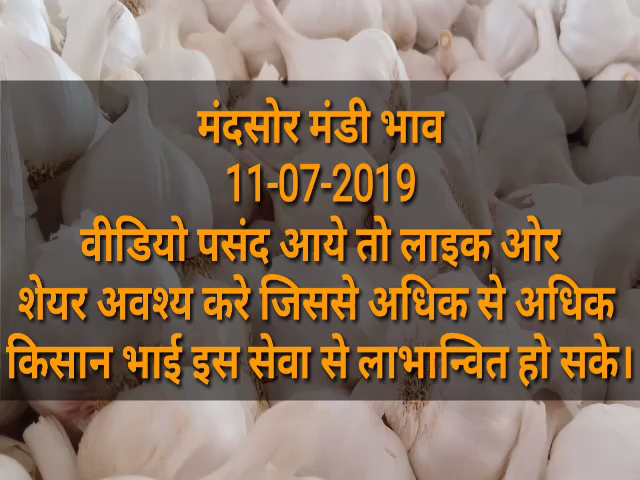 मंदसोर मंडी भाव
11-07-2019
वीडियो पसंद आये तो लाइक ओर
शेयर अवश्य करे जिससे अधिक से अधिक
किसान भाई इस सेवा से लाभान्वित हो सके।